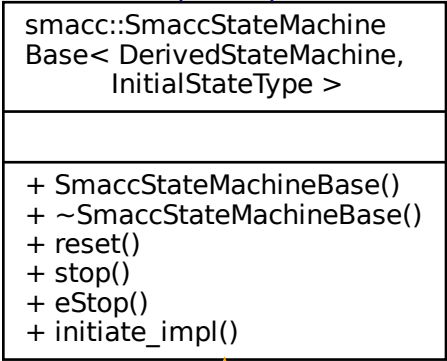 smacc::SmaccStateMachine
Base< DerivedStateMachine,
InitialStateType >
+ SmaccStateMachineBase()
+ ~SmaccStateMachineBase()
+ reset()
+ stop()
+ eStop()
+ initiate_impl()